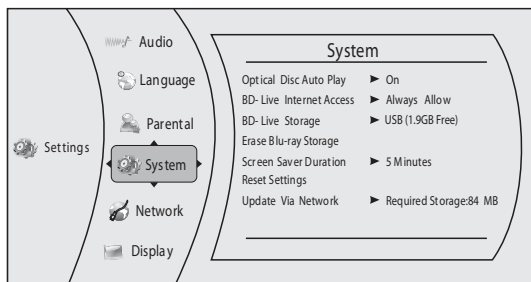 Settings
Audio
Language
Parental
System
Network
Display
System
Optical Disc Auto Play ► On
BD- Live Internet Access ► Always Allow
BD- Live Storage ► USB (1.9GB Free)
Erase Blu-ray Storage
Screen Saver Duration ► 5 Minutes
Reset Settings
Update Via Network ► Required Storage:84 MB